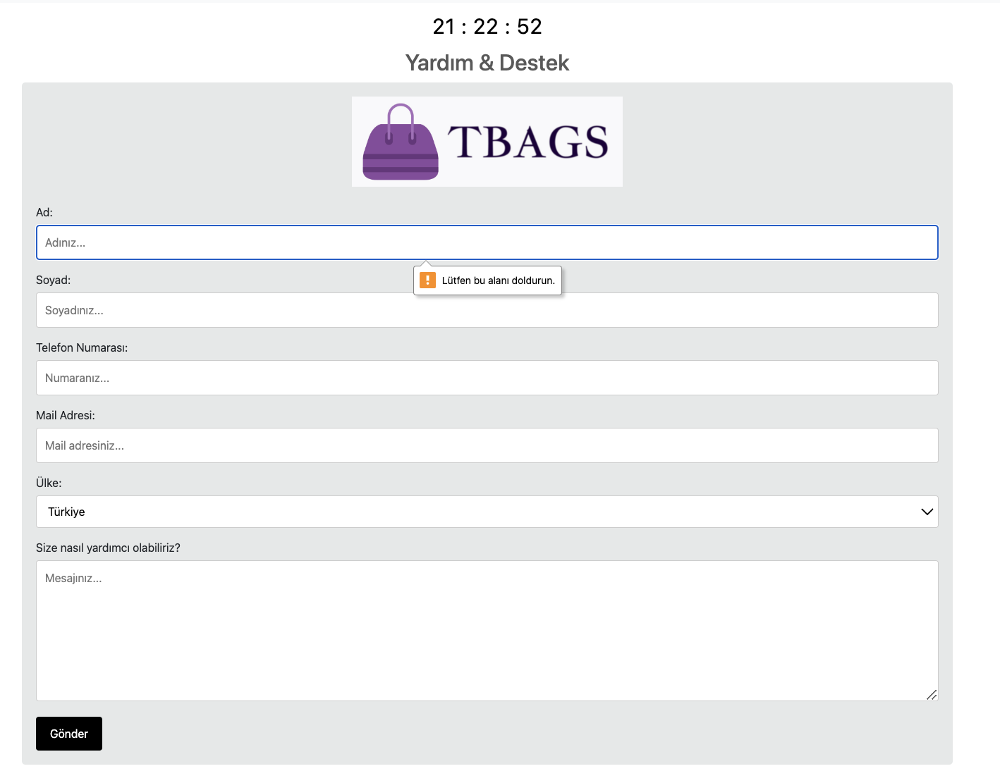 21 : 22 : 52
Yardım & Destek
TBAGS
Ad:
Adınız...
Lütfen bu alanı doldurun.
Soyad:
Soyadınız...
Telefon Numarası:
Numaranız...
Mail Adresi:
Mail adresiniz...
Ülke:
Türkiye
Size nasıl yardımcı olabiliriz?
Mesajınız...
Gönder